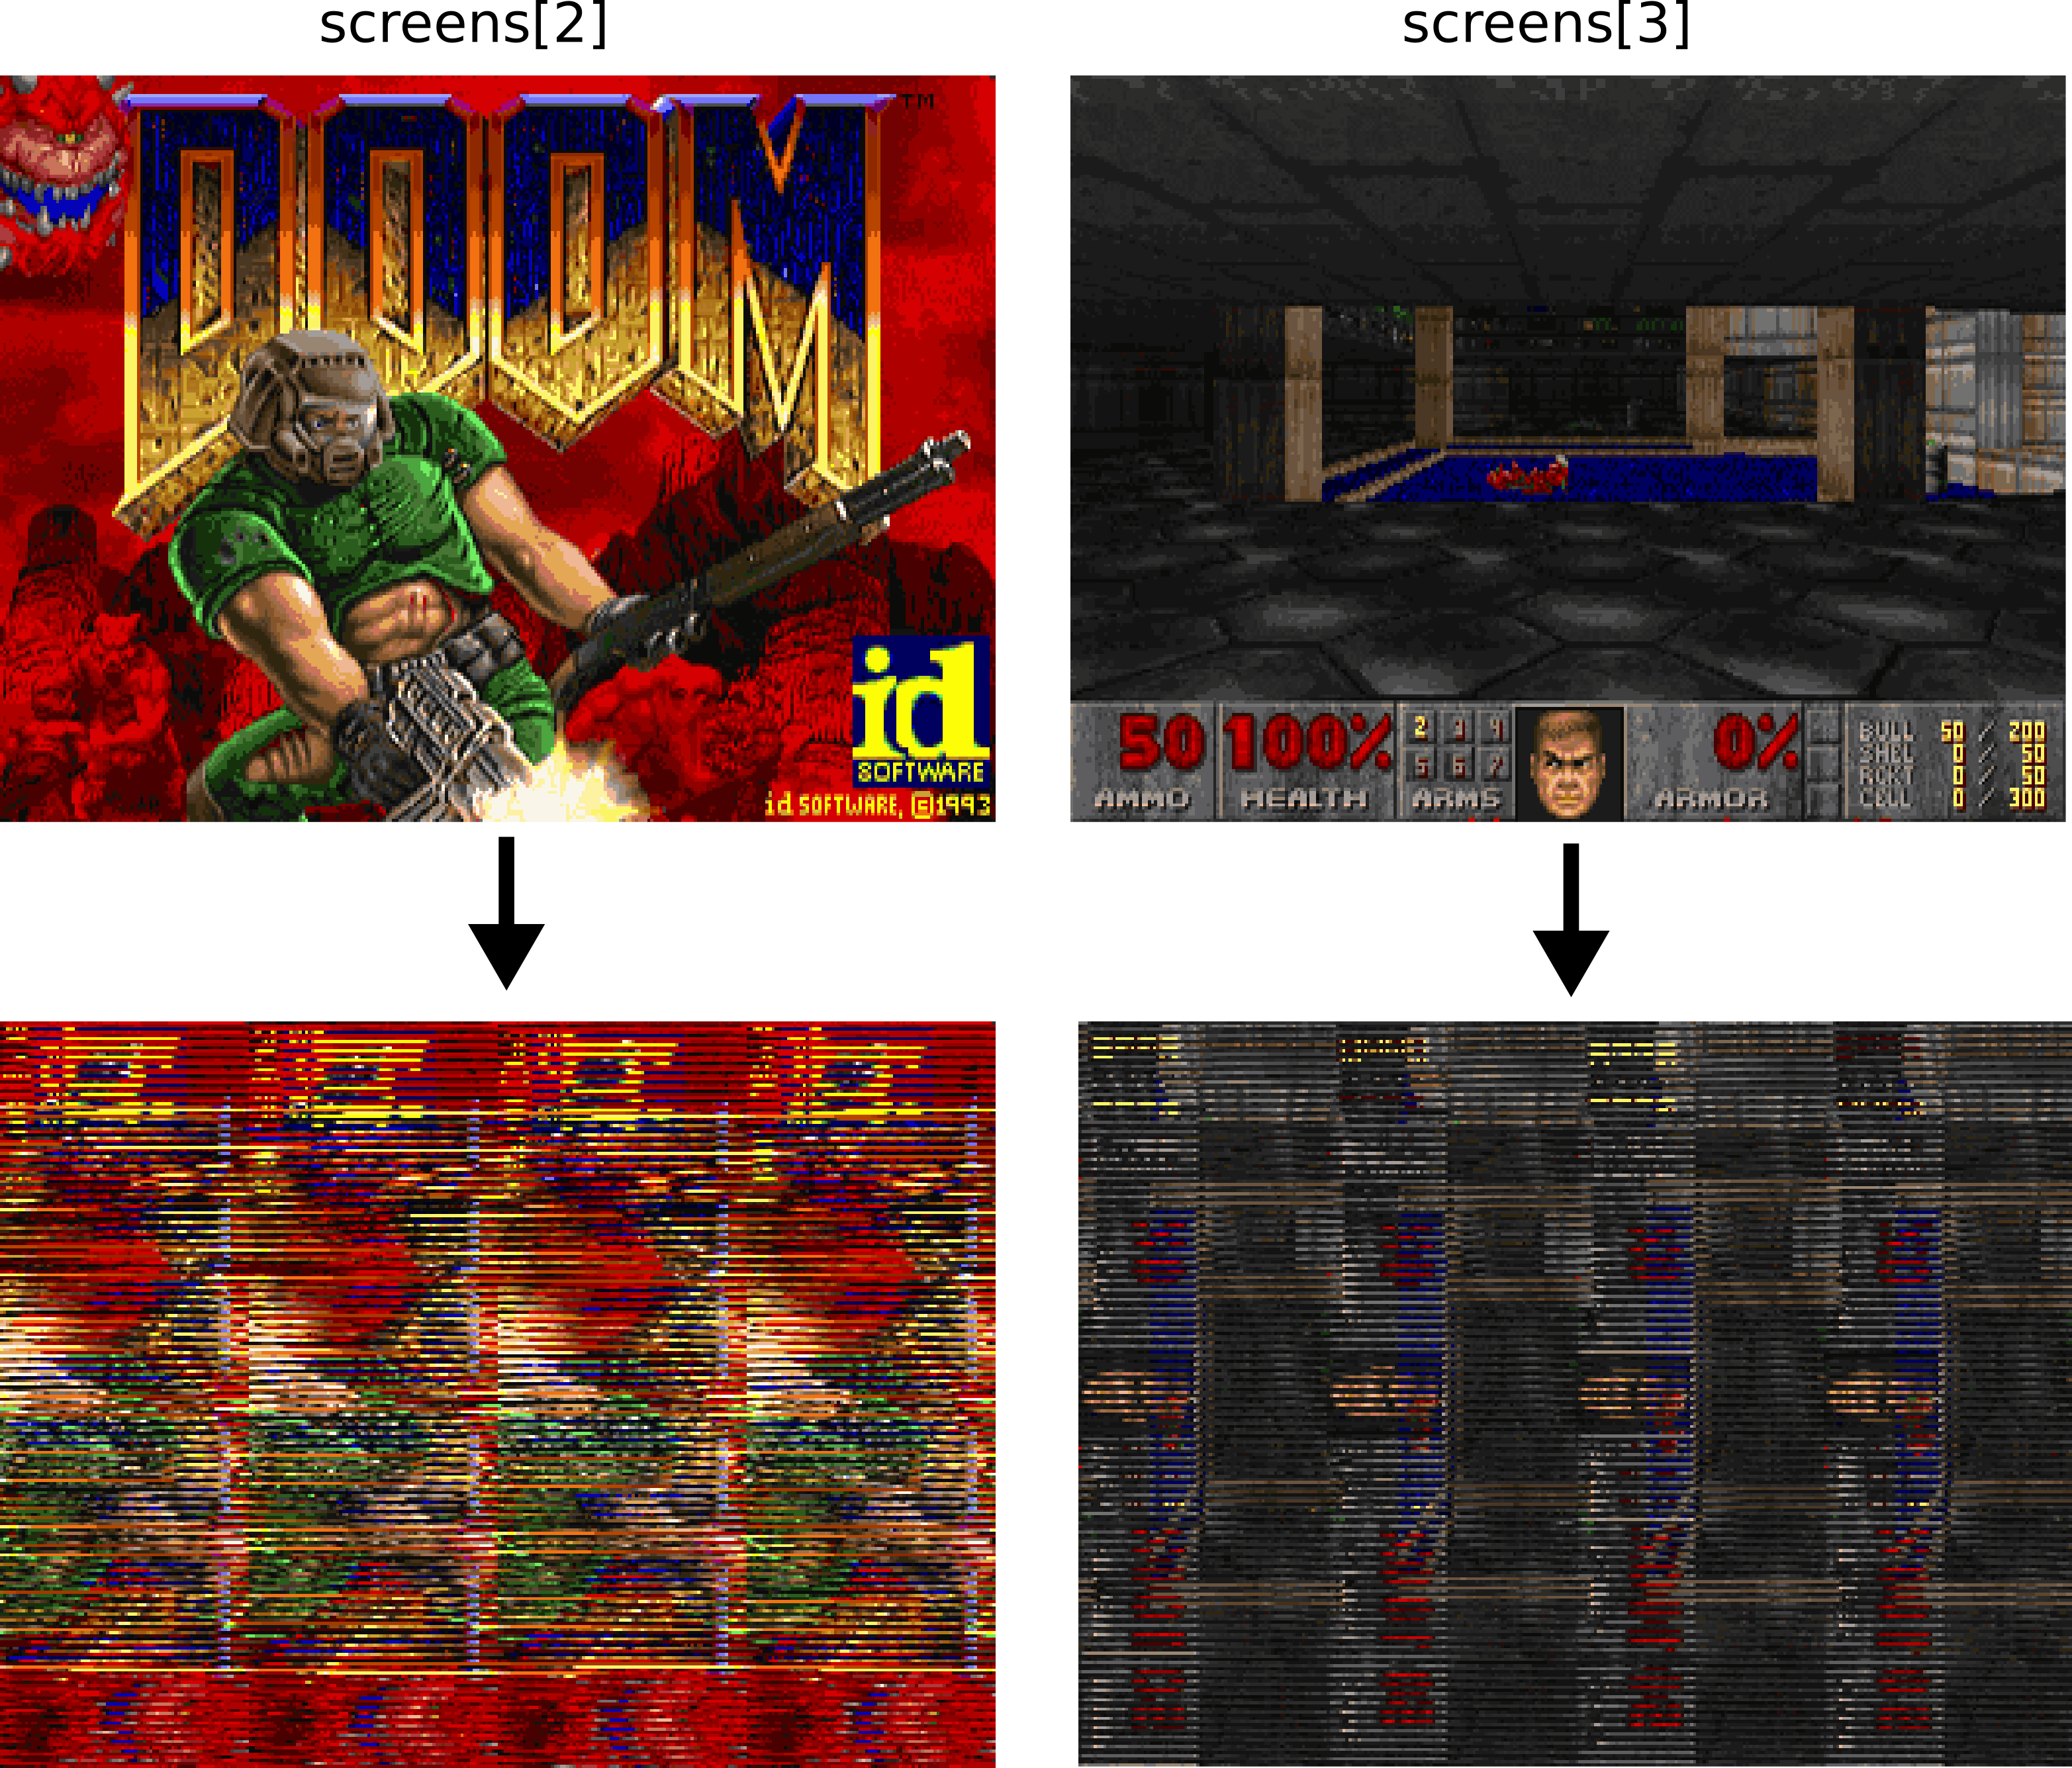 screens[2]
screens[3]
DOOM
TM
id
SOFTWARE
id SOFTWARE, ©1993
50 100% 2 3 4 0% BULL 50 / 200
SHEL 0 / 50
5 6 7 RCKT 0 / 50
AMMO HEALTH ARMS ARMOR CELL 0 / 300